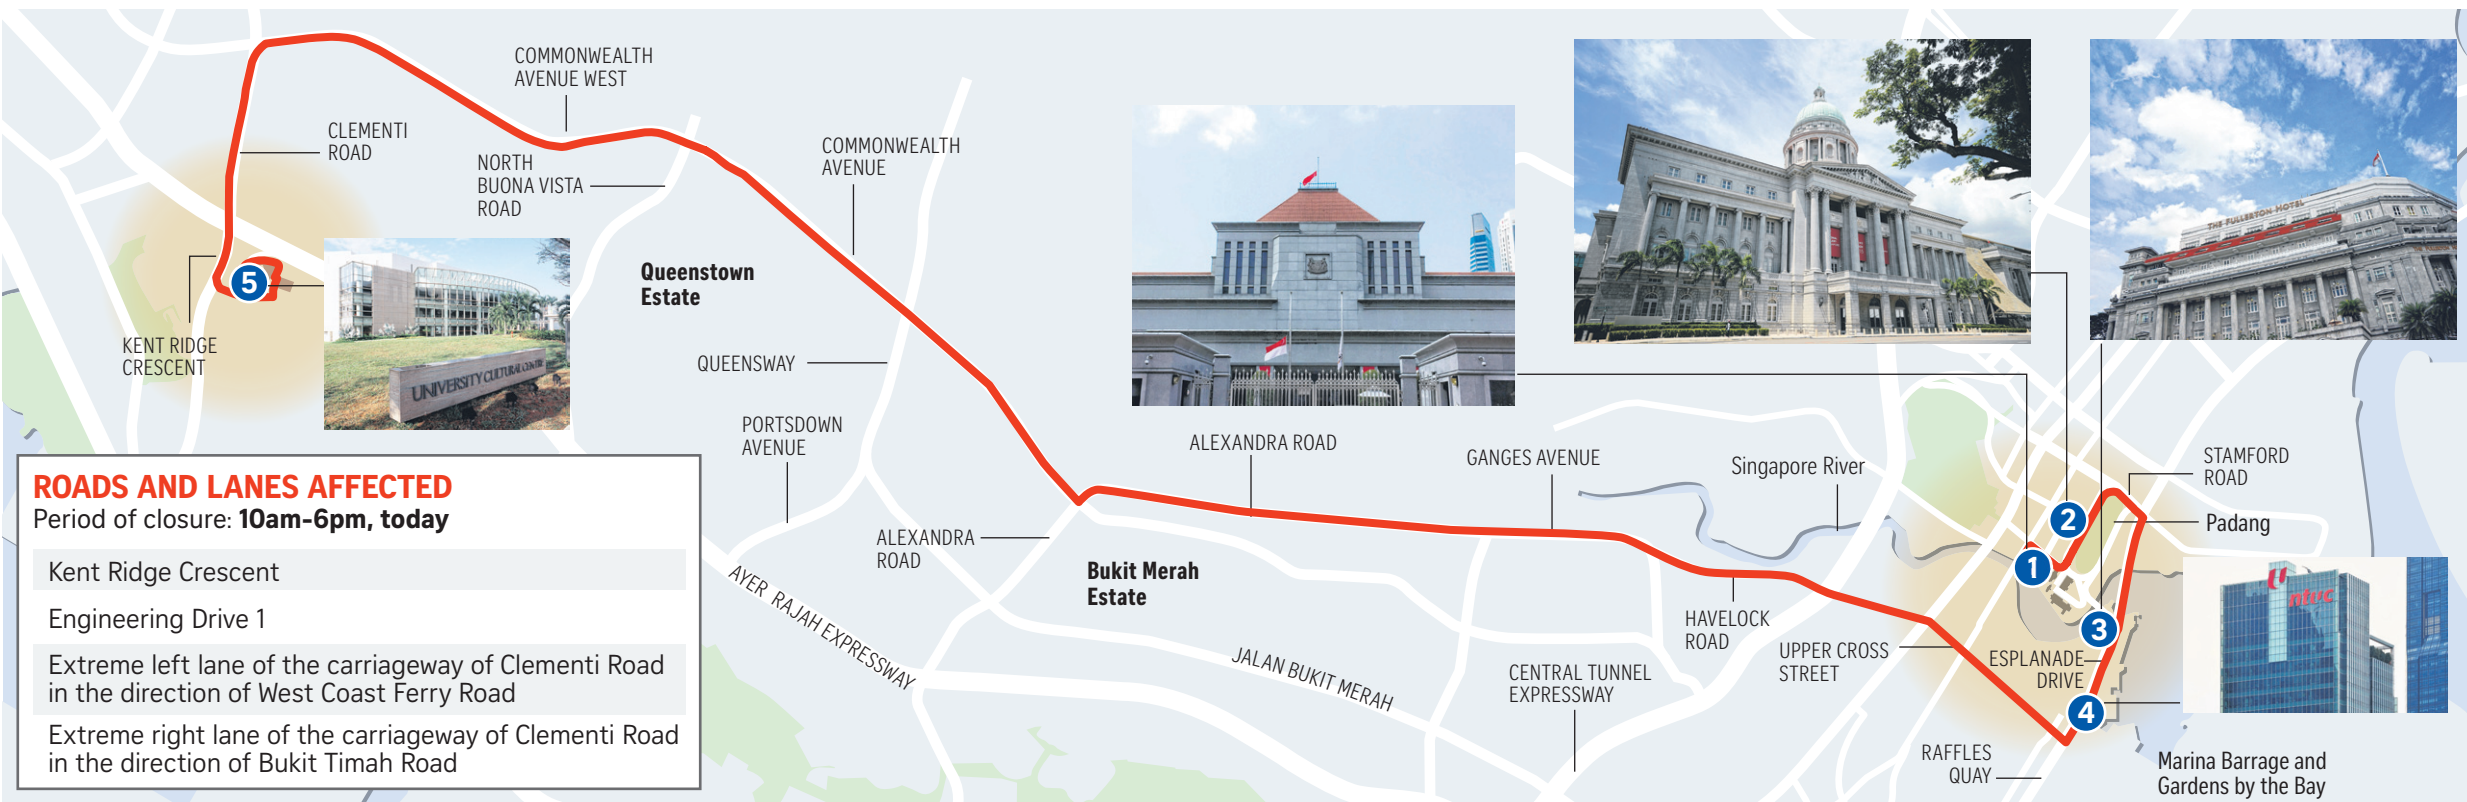 COMMONWEALTH
AVENUE WEST
CLEMENTI
ROAD
NORTH
BUONA VISTA
ROAD
COMMONWEALTH
AVENUE
THE FULLERTON HOTEL
Queenstown
Estate
5
KENT RIDGE
CRESCENT
UNIVERSITY CULTURAL CENTRE
QUEENSWAY
PORTSDOWN
AVENUE
ALEXANDRA ROAD
GANGES AVENUE
Singapore River
STAMFORD
ROAD
2
Padang
ROADS AND LANES AFFECTED
Period of closure: 10am-6pm, today
Kent Ridge Crescent
Engineering Drive 1
Extreme left lane of the carriageway of Clementi Road
in the direction of West Coast Ferry Road
Extreme right lane of the carriageway of Clementi Road
in the direction of Bukit Timah Road
ALEXANDRA
ROAD
AYER RAJAH EXPRESSWAY
Bukit Merah
Estate
1
ntuc
HAVELOCK
ROAD
3
UPPER CROSS
STREET
ESPLANADE
DRIVE
JALAN BUKIT MERAH
CENTRAL TUNNEL
EXPRESSWAY
4
RAFFLES
QUAY
Marina Barrage and
Gardens by the Bay